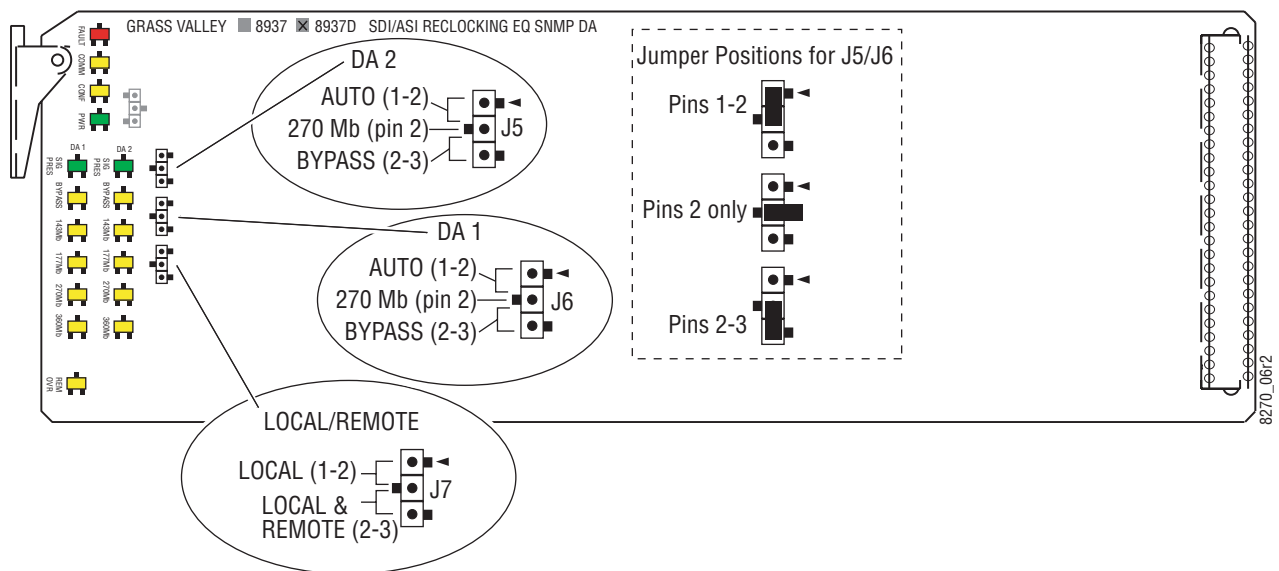 GRASS VALLEY 8937 8937D SDI/ASI RECLOCKING EQ SNMP DA
FAULT
COMM
CONF
PWR
DA 1
DA 2
SIG PRES
SIG PRES
BYPASS
BYPASS
143Mb
143Mb
177Mb
177Mb
270Mb
270Mb
360Mb
360Mb
REM OVR
DA 2
AUTO (1-2)
270 Mb (pin 2)
J5
BYPASS (2-3)
DA 1
AUTO (1-2)
270 Mb (pin 2)
J6
BYPASS (2-3)
LOCAL/REMOTE
LOCAL (1-2)
J7
LOCAL &
REMOTE (2-3)
Jumper Positions for J5/J6
Pins 1-2
Pins 2 only
Pins 2-3
8270_06r2